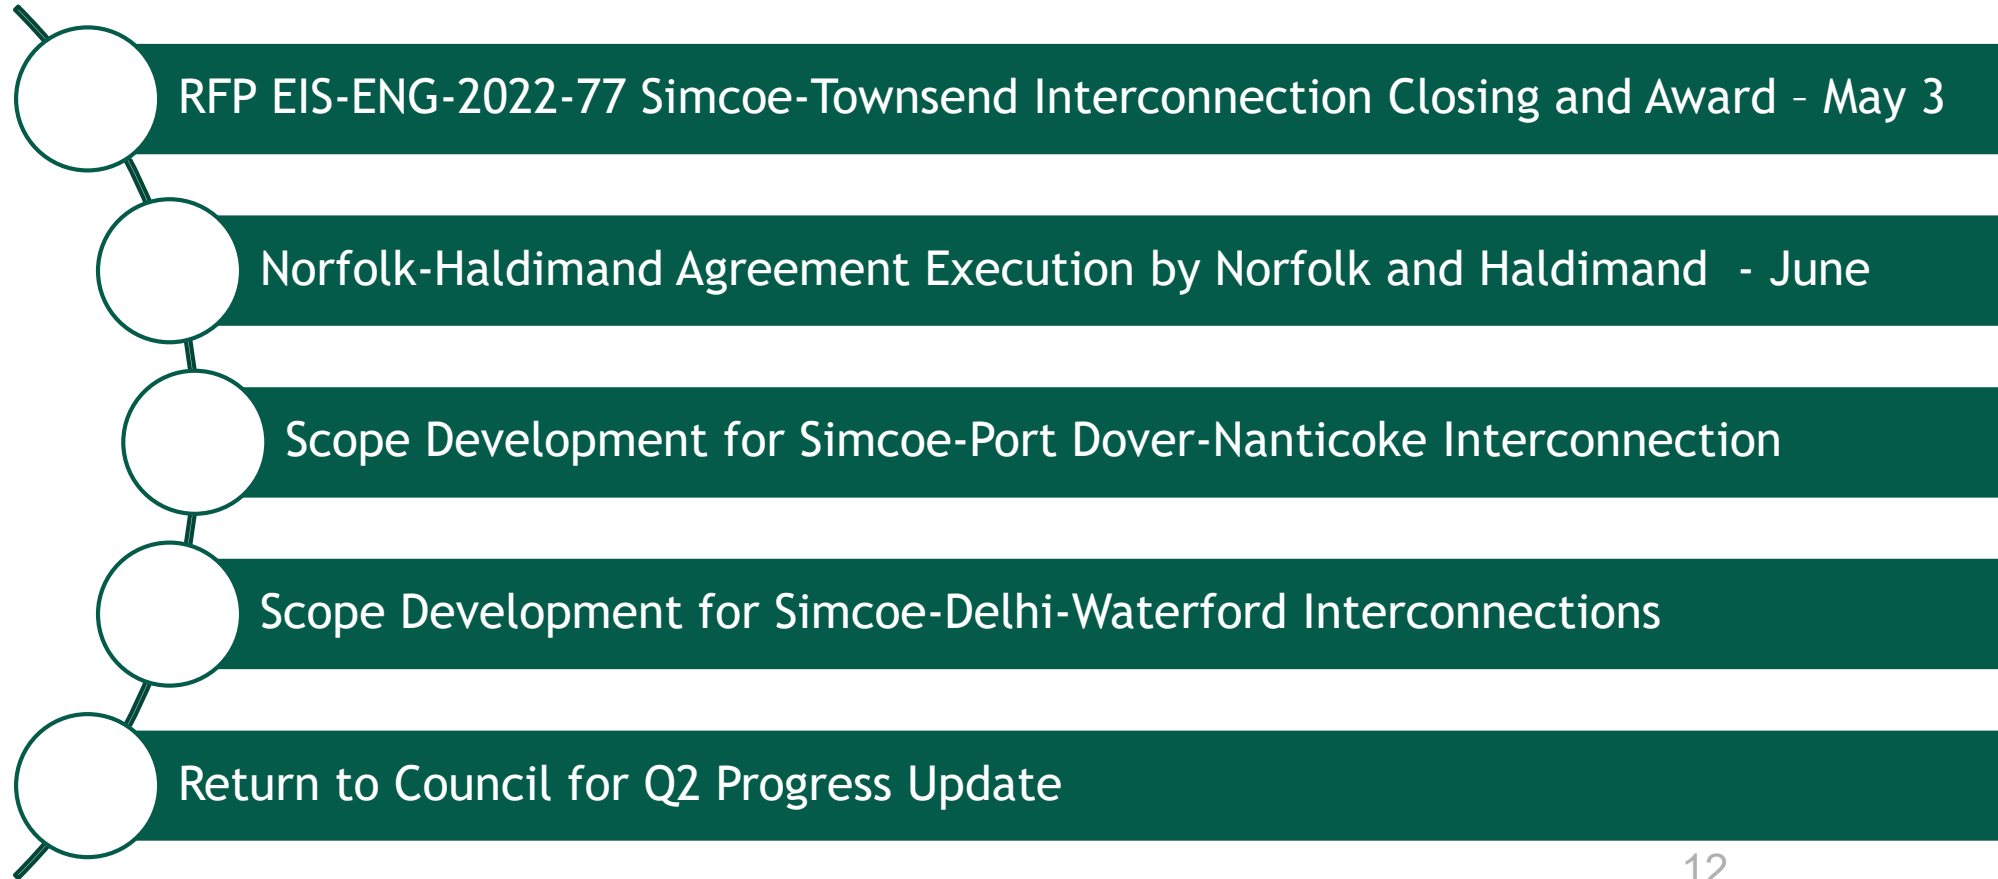 RFP EIS-ENG-2022-77 Simcoe-Townsend Interconnection Closing and Award – May 3
Norfolk-Haldimand Agreement Execution by Norfolk and Haldimand  - June
Scope Development for Simcoe-Port Dover-Nanticoke Interconnection
Scope Development for Simcoe-Delhi-Waterford Interconnections
Return to Council for Q2 Progress Update
12